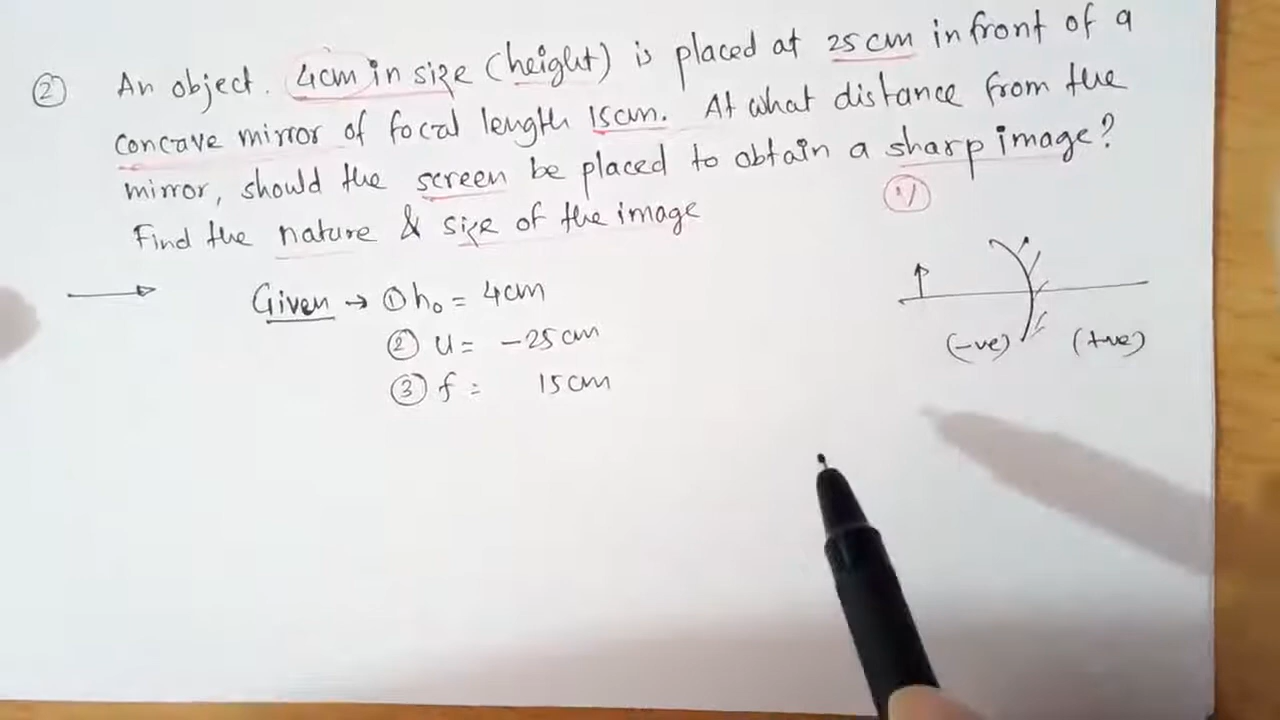 ② An object. 4cm in size (height) is placed at 25cm infront of a
concave mirror of focal length 15cm. At what distance from the
mirror, should the screen be placed to obtain a sharp image?
Find the nature & size of the image
Given → ① ho = 4cm
② u = -25cm
③ f = 15cm
(-ve) (+ve)